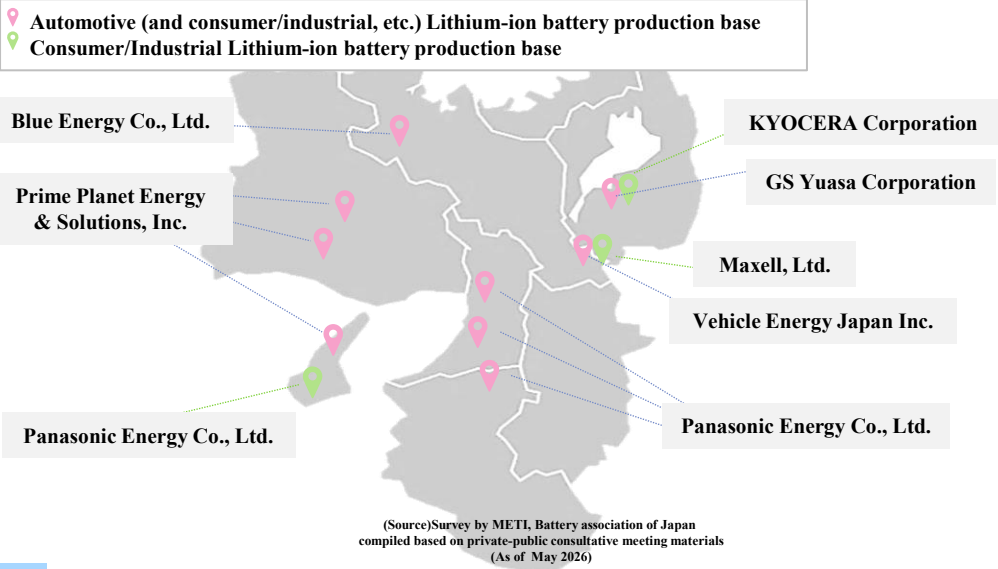 Automotive (and consumer/industrial, etc.) Lithium-ion battery production base
Consumer/Industrial Lithium-ion battery production base
Blue Energy Co., Ltd.
KYOCERA Corporation
GS Yuasa Corporation
Prime Planet Energy
& Solutions, Inc.
Maxell, Ltd.
Vehicle Energy Japan Inc.
Panasonic Energy Co., Ltd.
Panasonic Energy Co., Ltd.
(Source)Survey by METI, Battery association of Japan
compiled based on private-public consultative meeting materials
(As of May 2026)